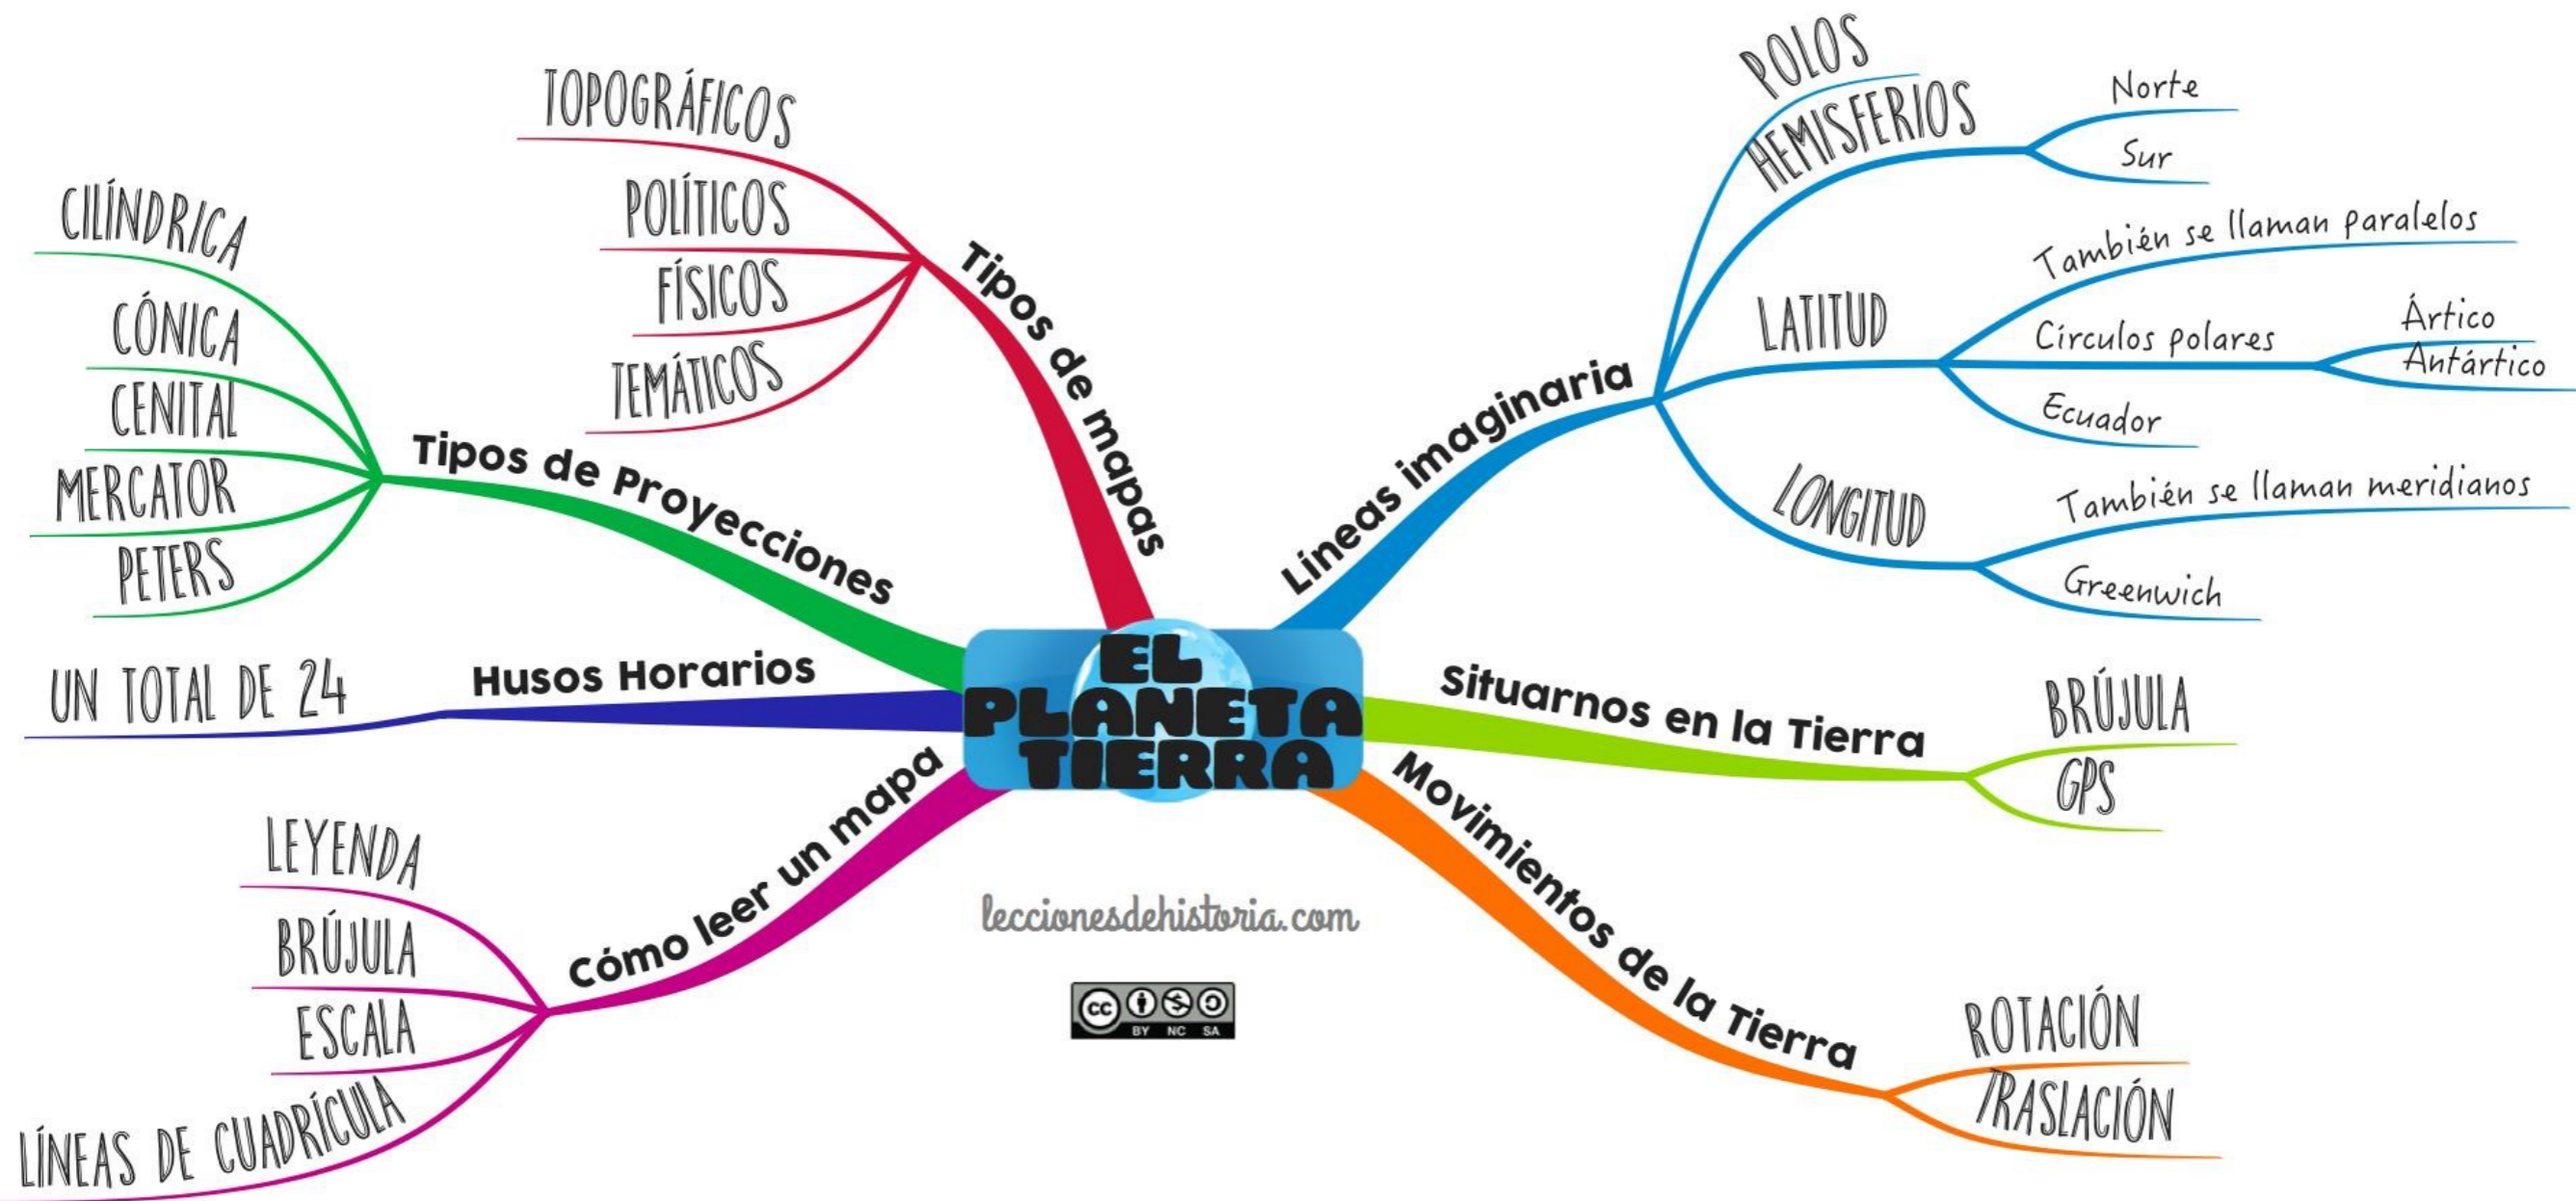 EL
PLANETA
TIERRA
Líneas imaginaria
POLOS
HEMISFERIOS
Norte
Sur
LATITUD
También se llaman paralelos
Círculos polares
Ártico
Antártico
Ecuador
LONGITUD
También se llaman meridianos
Greenwich
Situarnos en la Tierra
BRÚJULA
GPS
Movimientos de la Tierra
ROTACIÓN
TRASLACIÓN
Cómo leer un mapa
LEYENDA
BRÚJULA
ESCALA
LÍNEAS DE CUADRÍCULA
Husos Horarios
UN TOTAL DE 24
Tipos de Proyecciones
CILÍNDRICA
CÓNICA
CENITAL
MERCATOR
PETERS
Tipos de mapas
TOPOGRÁFICOS
POLÍTICOS
FÍSICOS
TEMÁTICOS
leccionesdehistoria.com
cc
BY NC SA